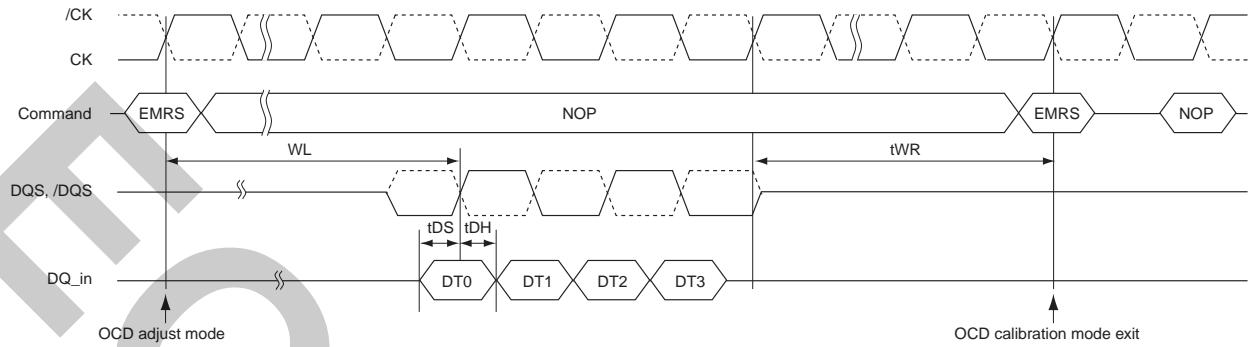 /CK
CK
Command
EMRS
NOP
EMRS
NOP
WL
tWR
DQS, /DQS
tDS
tDH
DQ_in
DT0
DT1
DT2
DT3
OCD adjust mode
OCD calibration mode exit